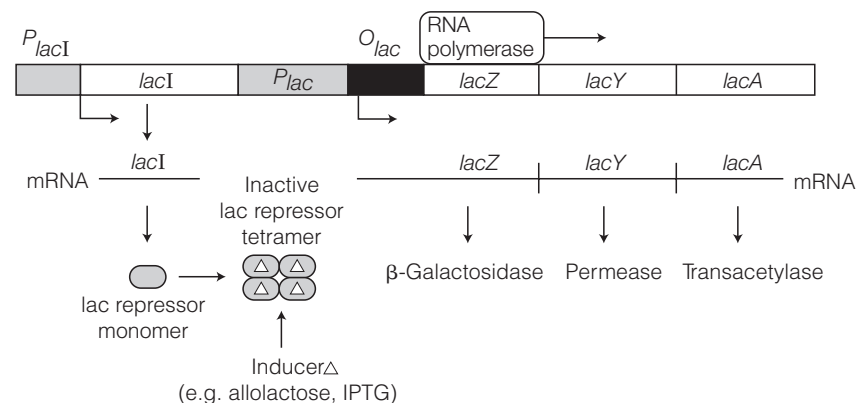 P_lacI
O_lac
RNA
polymerase
lacI
P_lac
lacZ
lacY
lacA
mRNA
lacI
lacZ
lacY
lacA
mRNA
Inactive
lac repressor
tetramer
β-Galactosidase
Permease
Transacetylase
lac repressor
monomer
Inducer△
(e.g. allolactose, IPTG)